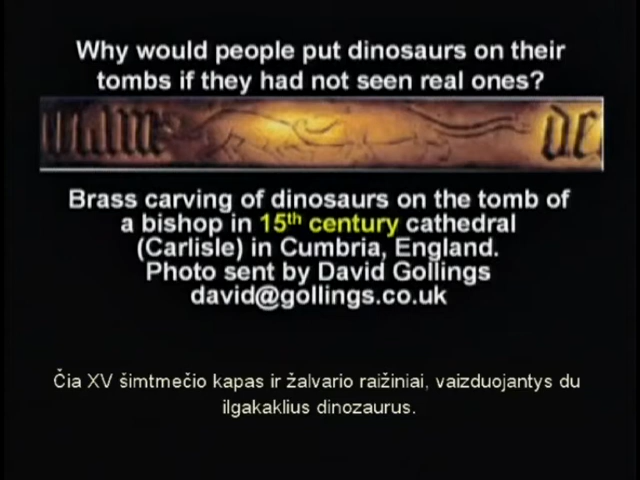 Why would people put dinosaurs on their
tombs if they had not seen real ones?
Brass carving of dinosaurs on the tomb of
a bishop in 15th century cathedral
(Carlisle) in Cumbria, England.
Photo sent by David Gollings
david@gollings.co.uk
Čia XV šimtmečio kapas ir žalvario raižiniai, vaizduojantys du
ilgakaklius dinozaurus.